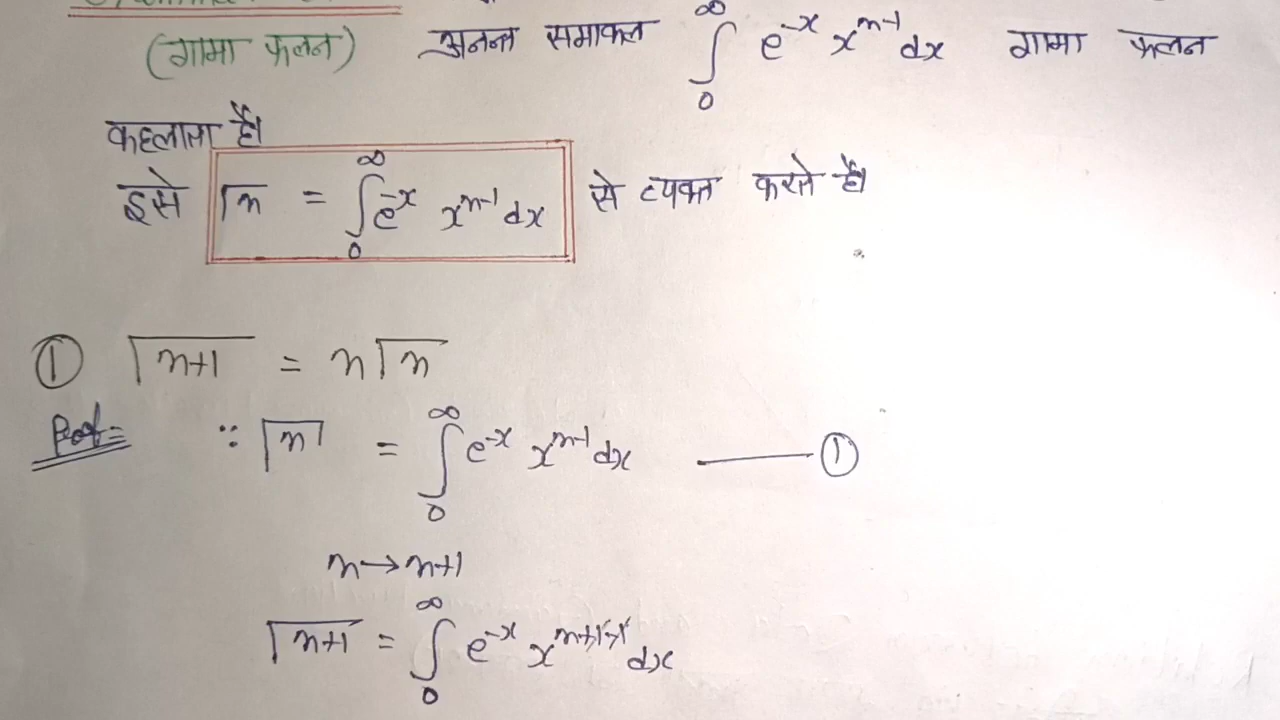 (गामा फलन) अनन्त समाकल ∫₀^∞ e^-x x^n-1 dx गामा फलन
कहलाता है।
इसे Γn = ∫₀^∞ e^-x x^n-1 dx से व्यक्त करते है।
① Γn+1 = nΓn
Proof= ∵ Γn = ∫₀^∞ e^-x x^n-1 dx ——— ①
n→n+1
Γn+1 = ∫₀^∞ e^-x x^n+1-1 dx